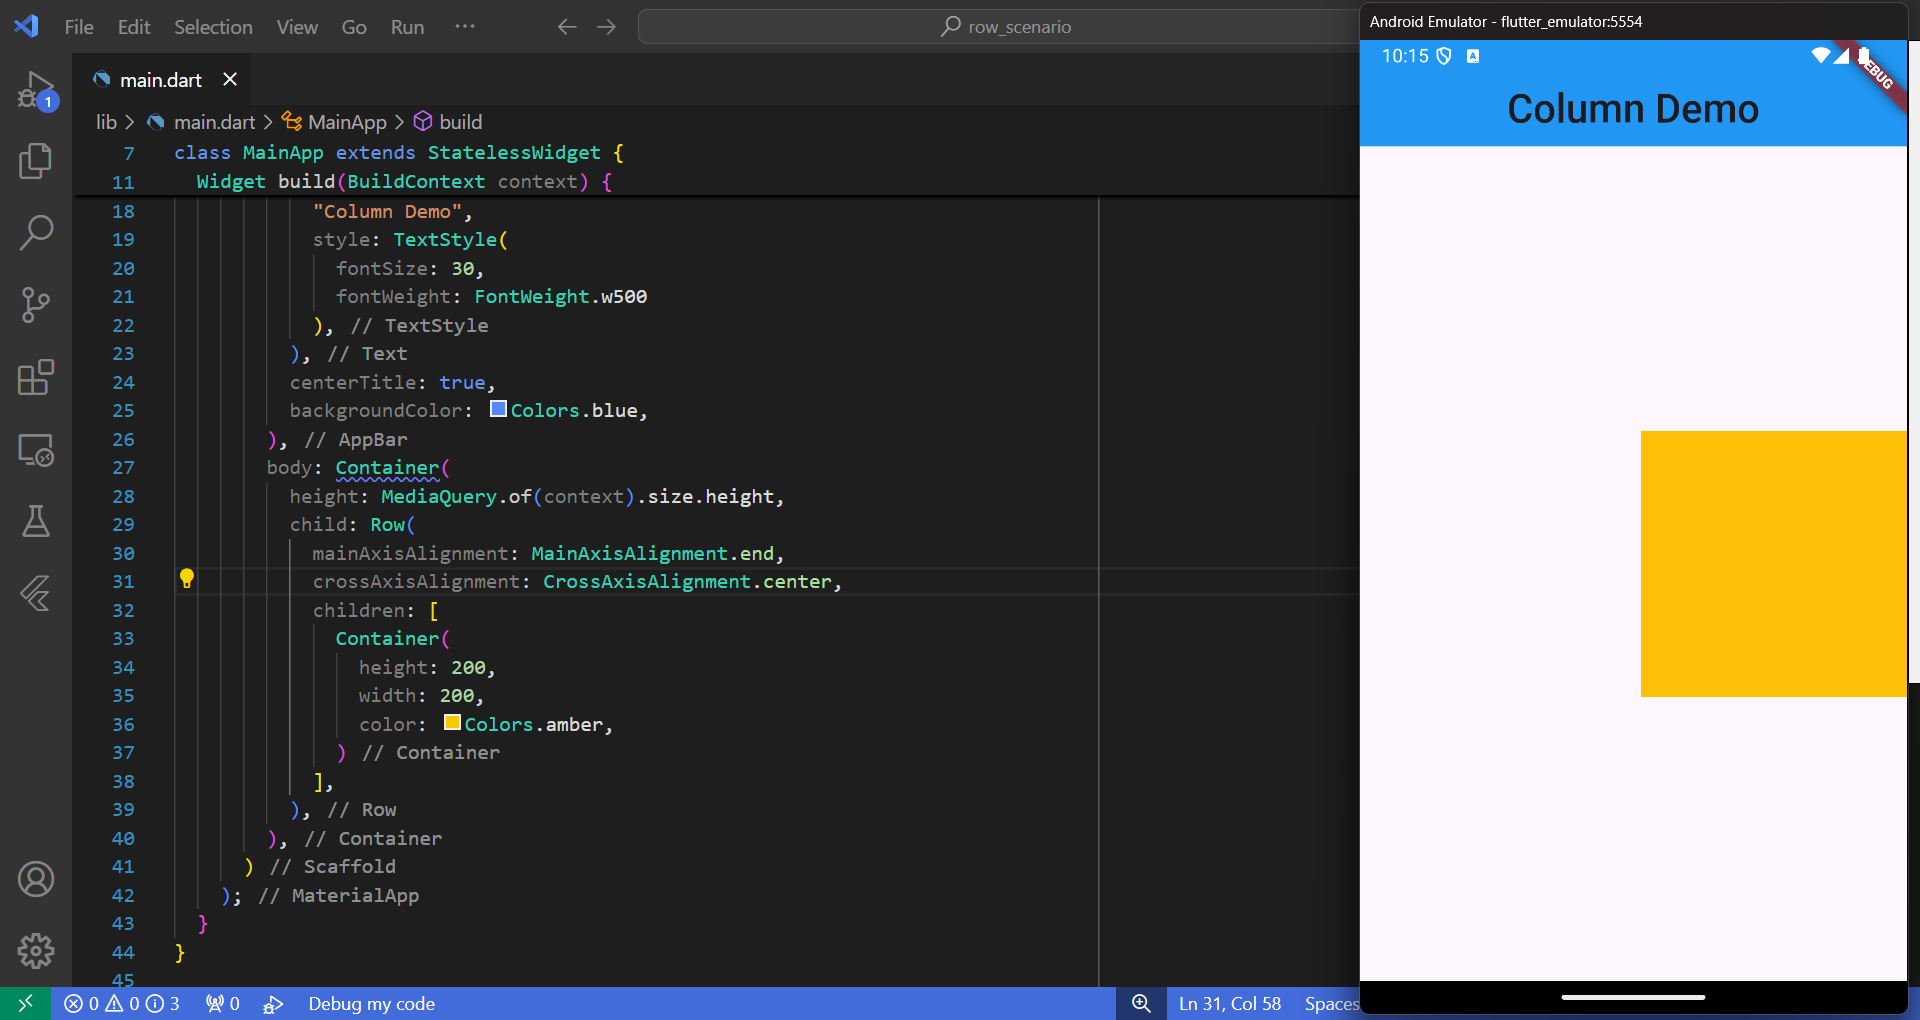 File Edit Selection View Go Run ···
row_scenario
Android Emulator - flutter_emulator:5554
1
main.dart
lib > main.dart > MainApp > build
7 class MainApp extends StatelessWidget {
11 Widget build(BuildContext context) {
18 "Column Demo",
19 style: TextStyle(
20 fontSize: 30,
21 fontWeight: FontWeight.w500
22 ), // TextStyle
23 ), // Text
24 centerTitle: true,
25 backgroundColor: Colors.blue,
26 ), // AppBar
27 body: Container(
28 height: MediaQuery.of(context).size.height,
29 child: Row(
30 mainAxisAlignment: MainAxisAlignment.end,
31 crossAxisAlignment: CrossAxisAlignment.center,
32 children: [
33 Container(
34 height: 200,
35 width: 200,
36 color: Colors.amber,
37 ) // Container
38 ],
39 ), // Row
40 ), // Container
41 ) // Scaffold
42 ); // MaterialApp
43 }
44 }
45
0 0 3 0 Debug my code
Ln 31, Col 58 Spaces
10:15 A
DEBUG
Column Demo